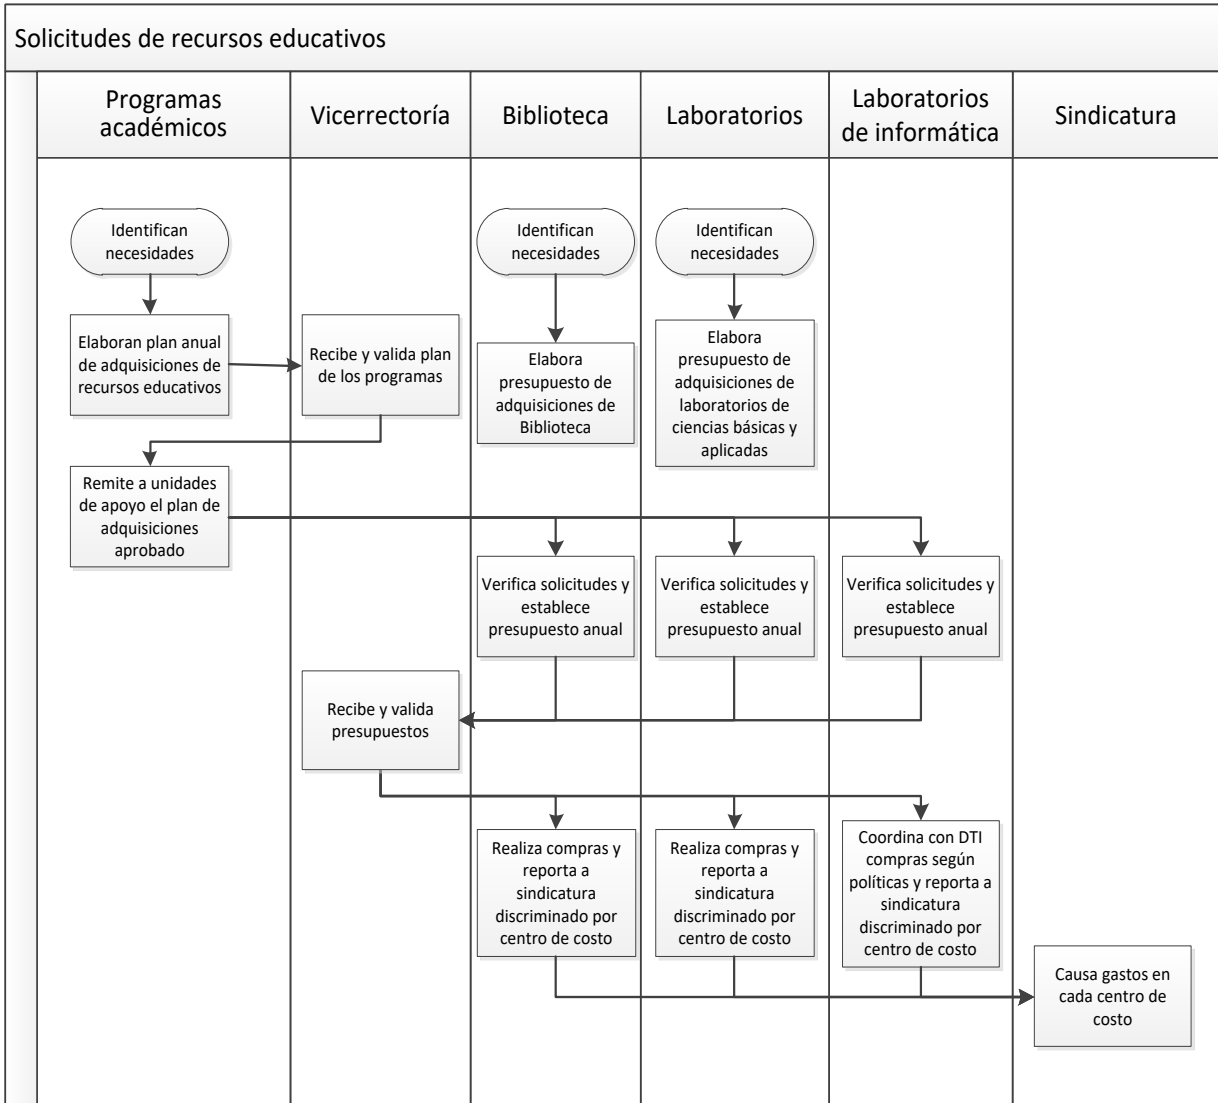 Solicitudes de recursos educativos
Programas
académicos
Vicerrectoría
Biblioteca
Laboratorios
Laboratorios
de informática
Sindicatura
Identifican
necesidades
Identifican
necesidades
Identifican
necesidades
Elaboran plan anual
de adquisiciones de
recursos educativos
Recibe y valida plan
de los programas
Elabora
presupuesto de
adquisiciones de
Biblioteca
Elabora
presupuesto de
adquisiciones de
laboratorios de
ciencias básicas y
aplicadas
Remite a unidades
de apoyo el plan de
adquisiciones
aprobado
Verifica solicitudes y
establece
presupuesto anual
Verifica solicitudes y
establece
presupuesto anual
Verifica solicitudes y
establece
presupuesto anual
Recibe y valida
presupuestos
Realiza compras y
reporta a
sindicatura
discriminado por
centro de costo
Realiza compras y
reporta a
sindicatura
discriminado por
centro de costo
Coordina con DTI
compras según
políticas y reporta a
sindicatura
discriminado por
centro de costo
Causa gastos en
cada centro de
costo